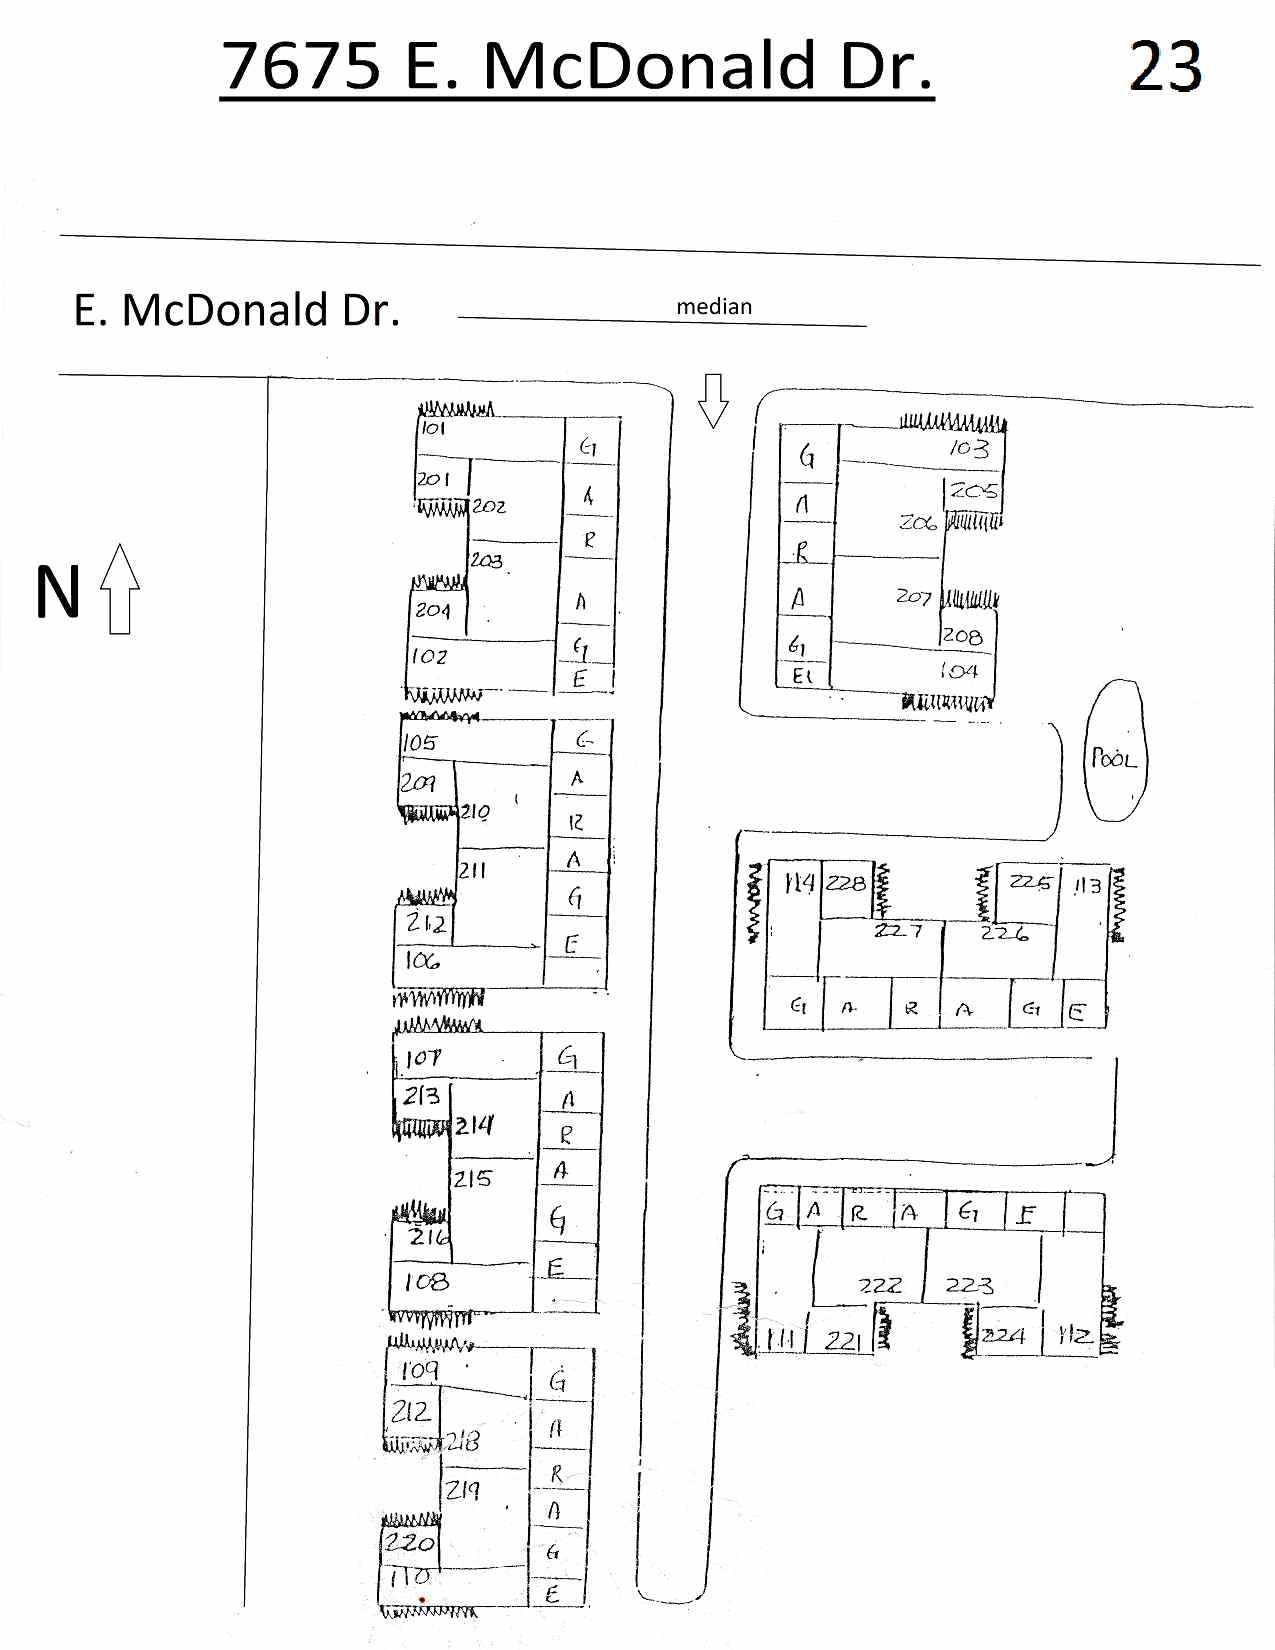 7675 E. McDonald Dr.
23
E. McDonald Dr.
median
N
101
201
202
203
204
102
G
A
R
A
G
E
103
205
206
207
208
104
G
A
R
A
G
E
POOL
105
209
210
211
212
106
G
A
R
A
G
E
114 228
225 113
227 226
G A R A G E
107
213
214
215
216
108
G
A
R
A
G
E
G A R A G E
222 223
111 221
224 112
109
212
218
219
220
110
G
A
R
A
G
E